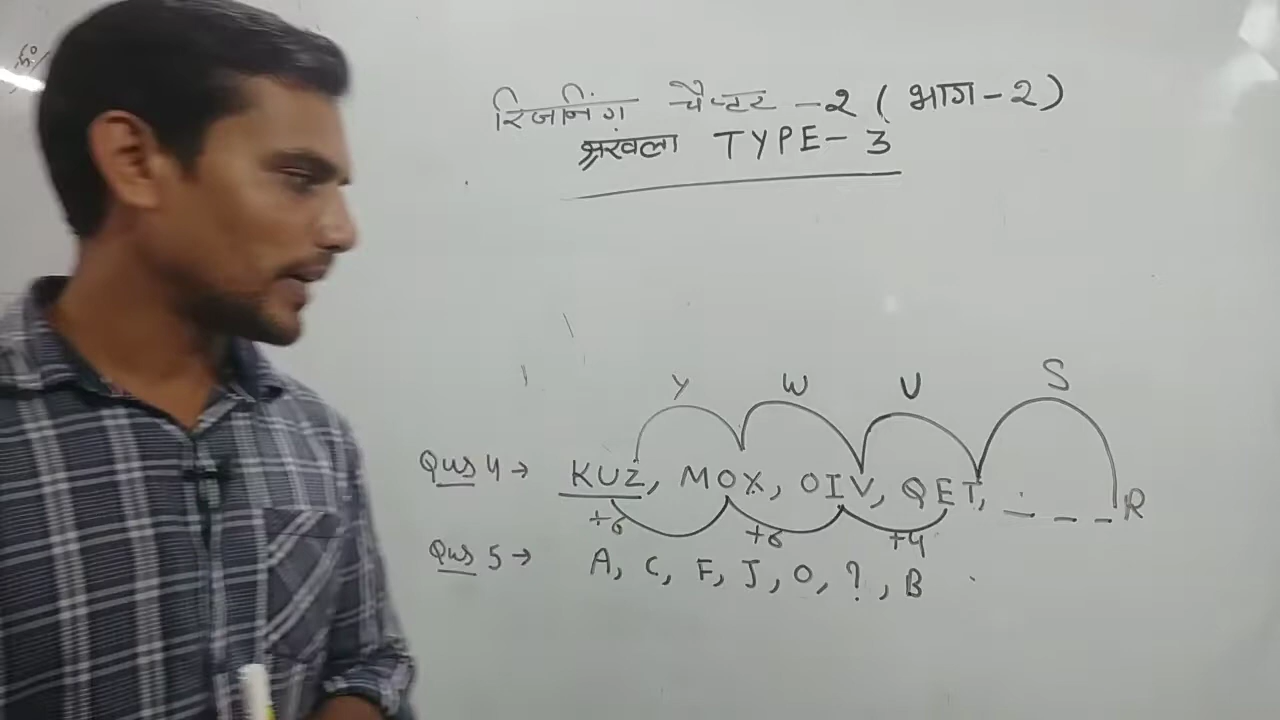 रिजनिंग चैप्टर -2 ( भाग - 2 )
श्रृंखला TYPE - 3
Y W U S
Qus 4 → KUZ, MOX, OIV, QET, _ _ _ R
+6 +6 +4
Qus 5 → A, C, F, J, O, ?, B